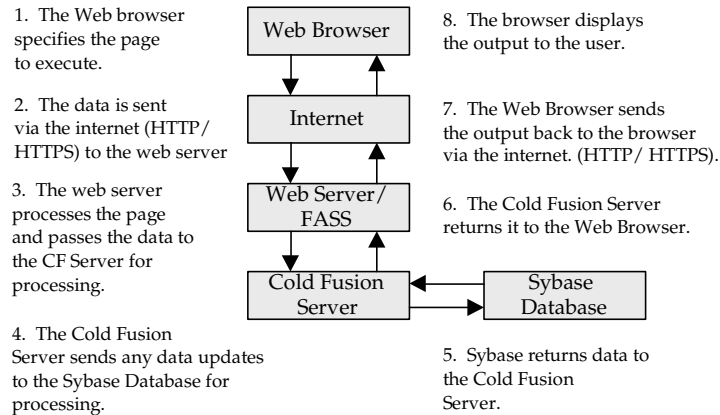 1. The Web browser
specifies the page
to execute.
2. The data is sent
via the internet (HTTP/
HTTPS) to the web server
3. The web server
processes the page
and passes the data to
the CF Server for
processing.
4. The Cold Fusion
Server sends any data updates
to the Sybase Database for
processing.
Web Browser
Internet
Web Server/
FASS
Cold Fusion
Server
Sybase
Database
8. The browser displays
the output to the user.
7. The Web Browser sends
the output back to the browser
via the internet. (HTTP/ HTTPS).
6. The Cold Fusion Server
returns it to the Web Browser.
5. Sybase returns data to
the Cold Fusion
Server.